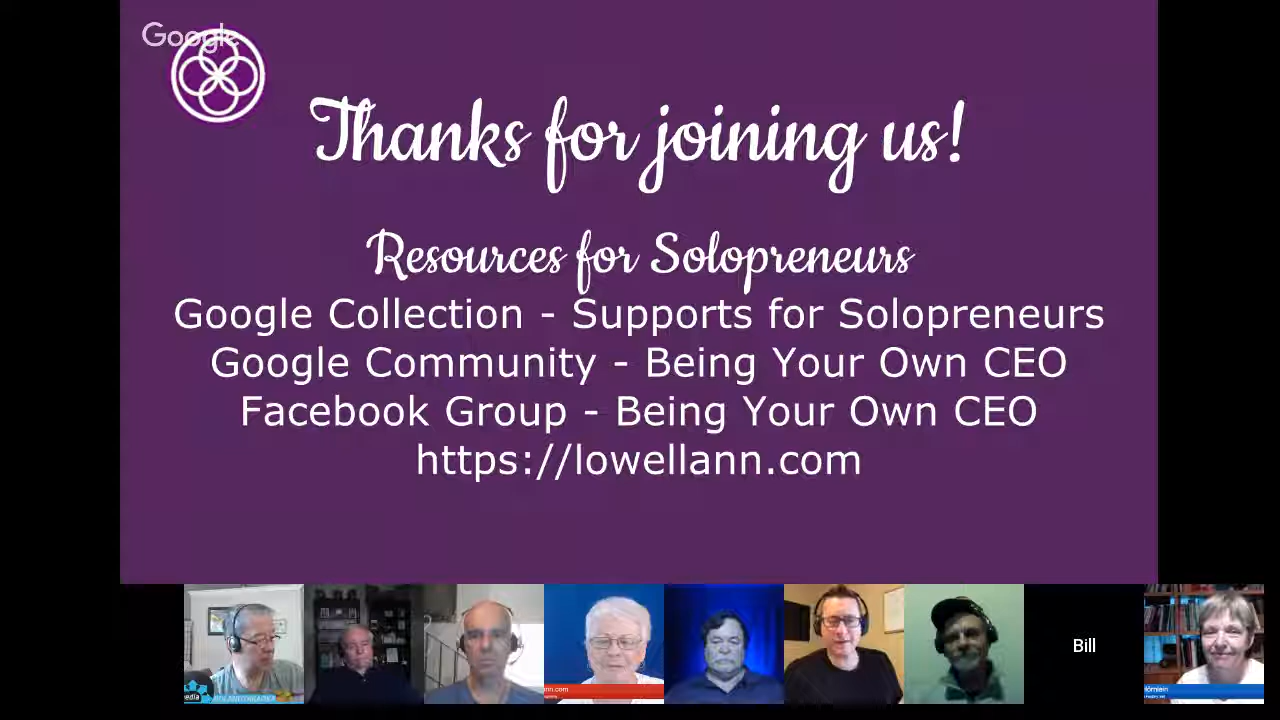 Google
Thanks for joining us!
Resources for Solopreneurs
Google Collection - Supports for Solopreneurs
Google Community - Being Your Own CEO
Facebook Group - Being Your Own CEO
https://lowellann.com
Bill